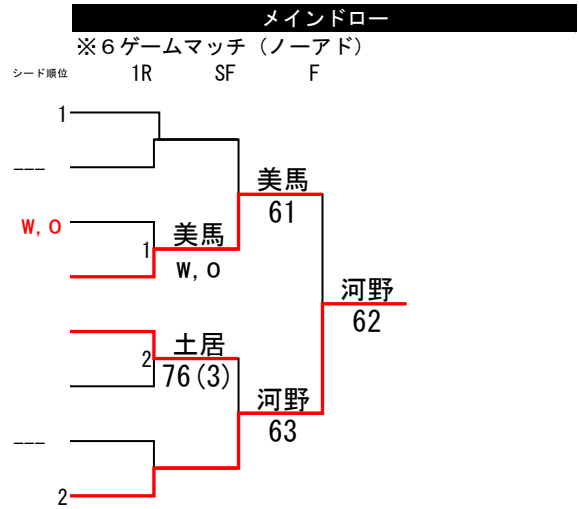 メインドロー
※6ゲームマッチ（ノーアド）
シード順位 1R SF F
1
---
美馬
W,O
61
1 美馬
W,O
河野
62
土居
2
76(3)
河野
63
---
2